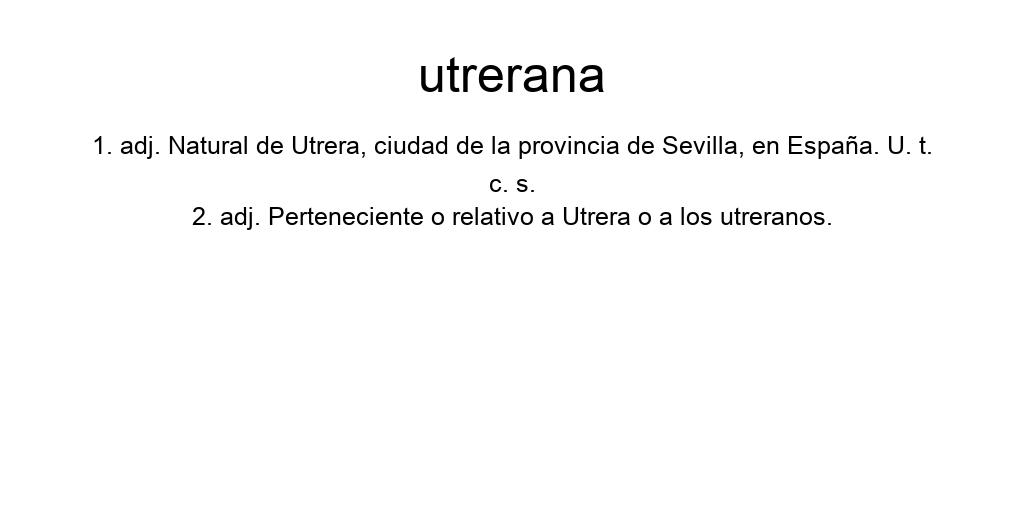 utrerana
1. adj. Natural de Utrera, ciudad de la provincia de Sevilla, en España. U. t.
c. s.
2. adj. Perteneciente o relativo a Utrera o a los utreranos.